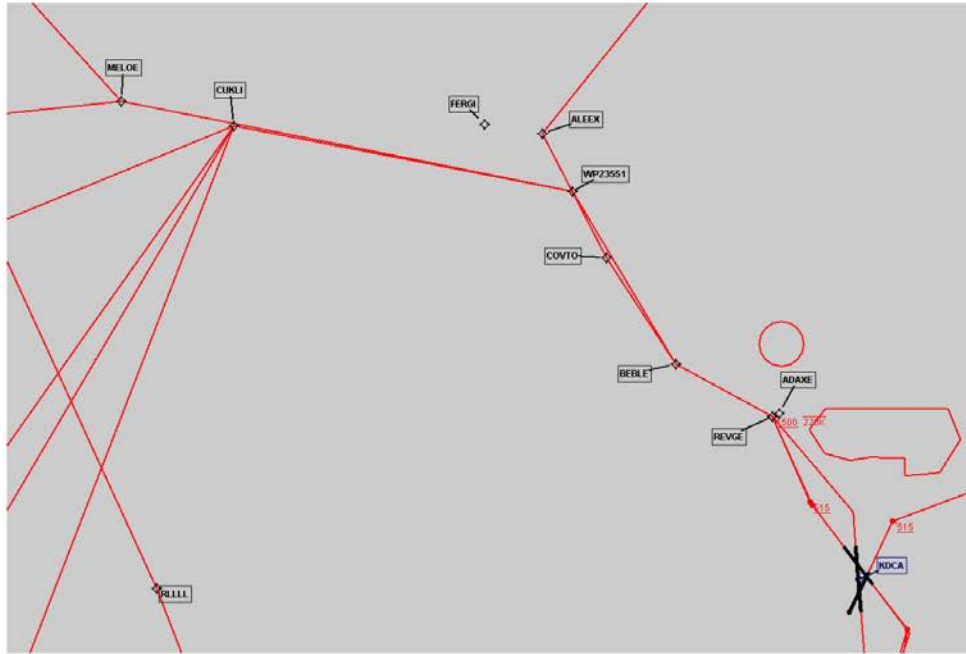 MELOE
CUKLI
FERGI
ALEEX
WP23551
COVTO
BEBLE
ADAXE
REVGE
515
515
KDCA
RLLLL